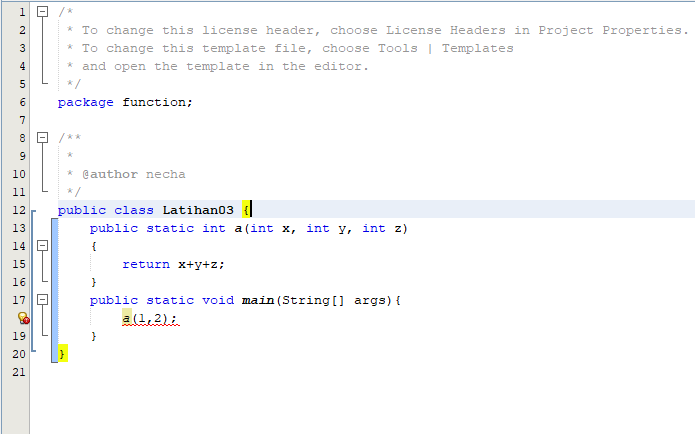 1 /*
2  * To change this license header, choose License Headers in Project Properties.
3  * To change this template file, choose Tools | Templates
4  * and open the template in the editor.
5  */
6 package function;
7
8 /**
9  *
10  * @author necha
11  */
12 public class Latihan03 {
13     public static int a(int x, int y, int z)
14     {
15         return x+y+z;
16     }
17     public static void main(String[] args){
        a(1,2);
19     }
20 }
21